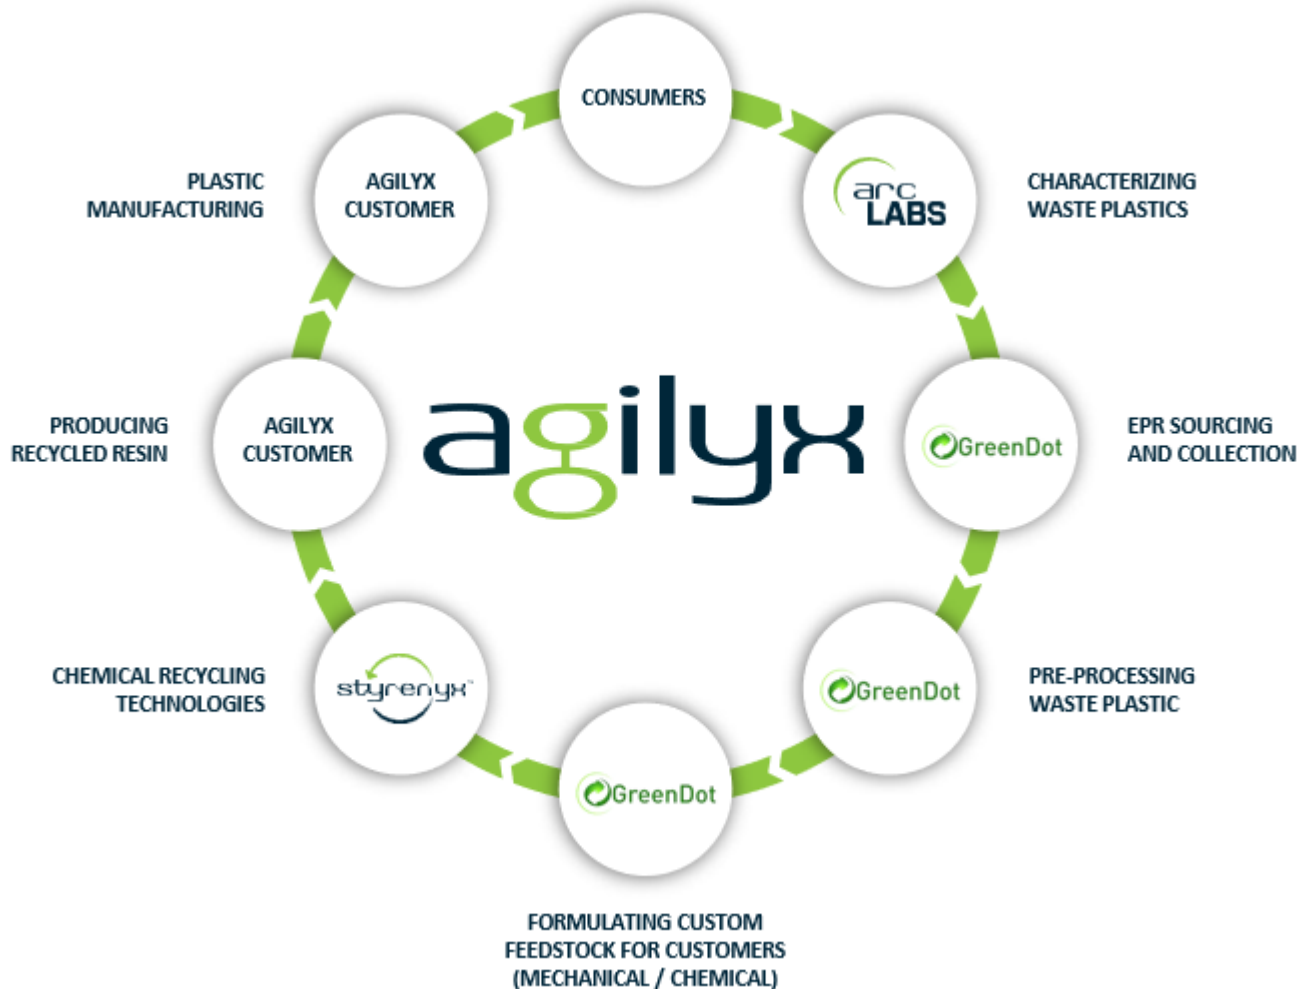 CONSUMERS
arc
LABS
CHARACTERIZING
WASTE PLASTICS
GreenDot
EPR SOURCING
AND COLLECTION
GreenDot
PRE-PROCESSING
WASTE PLASTIC
GreenDot
FORMULATING CUSTOM
FEEDSTOCK FOR CUSTOMERS
(MECHANICAL / CHEMICAL)
styrenyx™
CHEMICAL RECYCLING
TECHNOLOGIES
AGILYX
CUSTOMER
PRODUCING
RECYCLED RESIN
AGILYX
CUSTOMER
PLASTIC
MANUFACTURING
agilyx